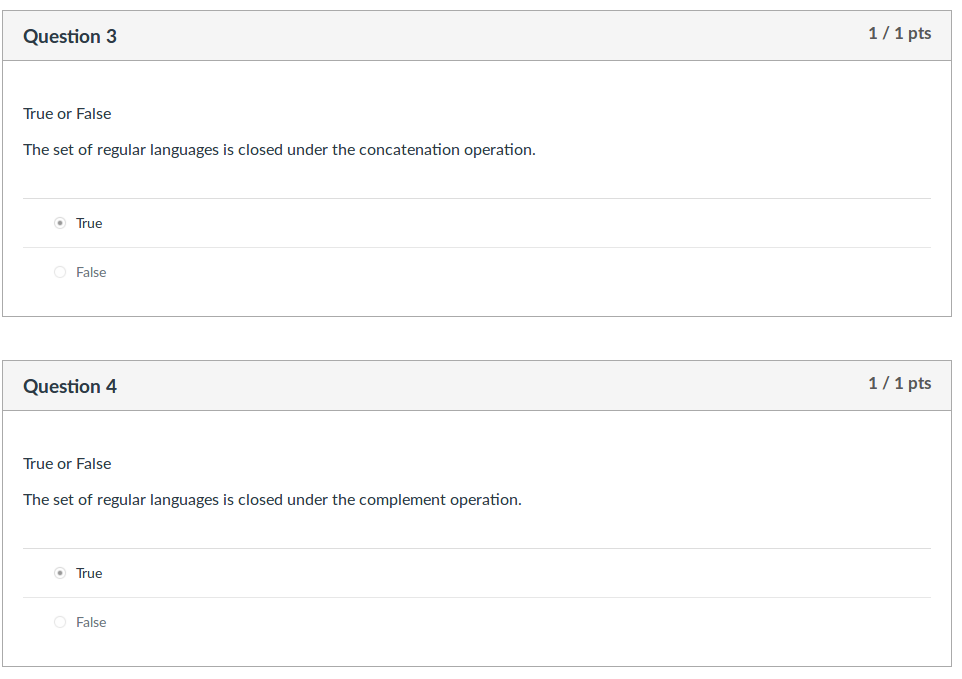 Question 3
1 / 1 pts
True or False
The set of regular languages is closed under the concatenation operation.
True
False
Question 4
1 / 1 pts
True or False
The set of regular languages is closed under the complement operation.
True
False